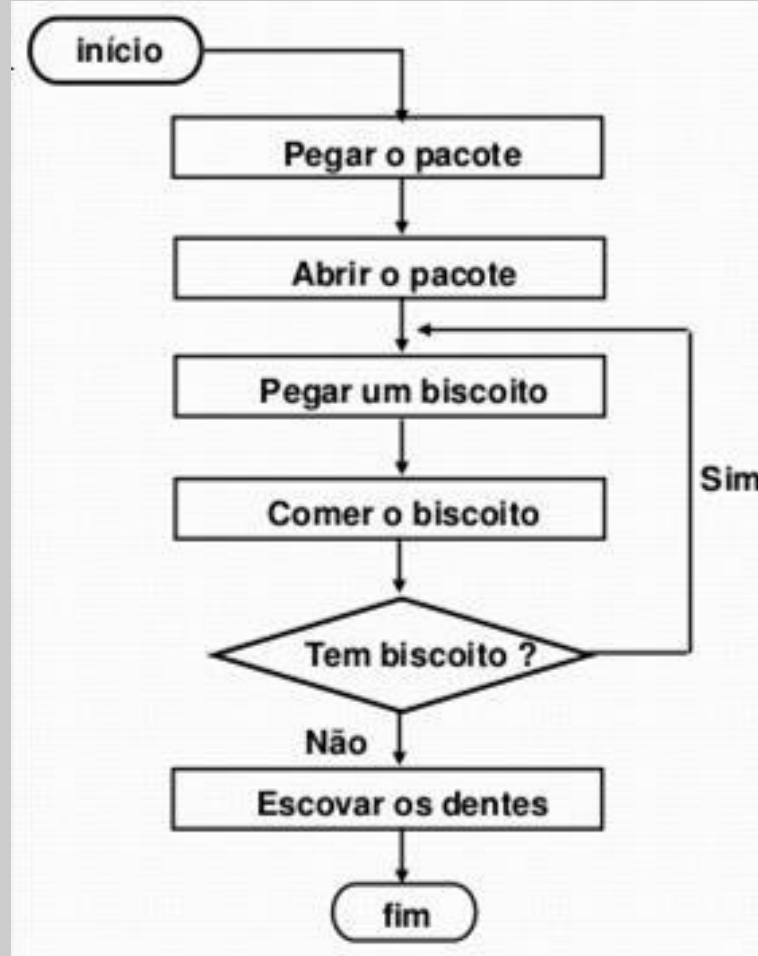 início
Pegar o pacote
Abrir o pacote
Pegar um biscoito
Comer o biscoito
Sim
Tem biscoito ?
Não
Escovar os dentes
fim